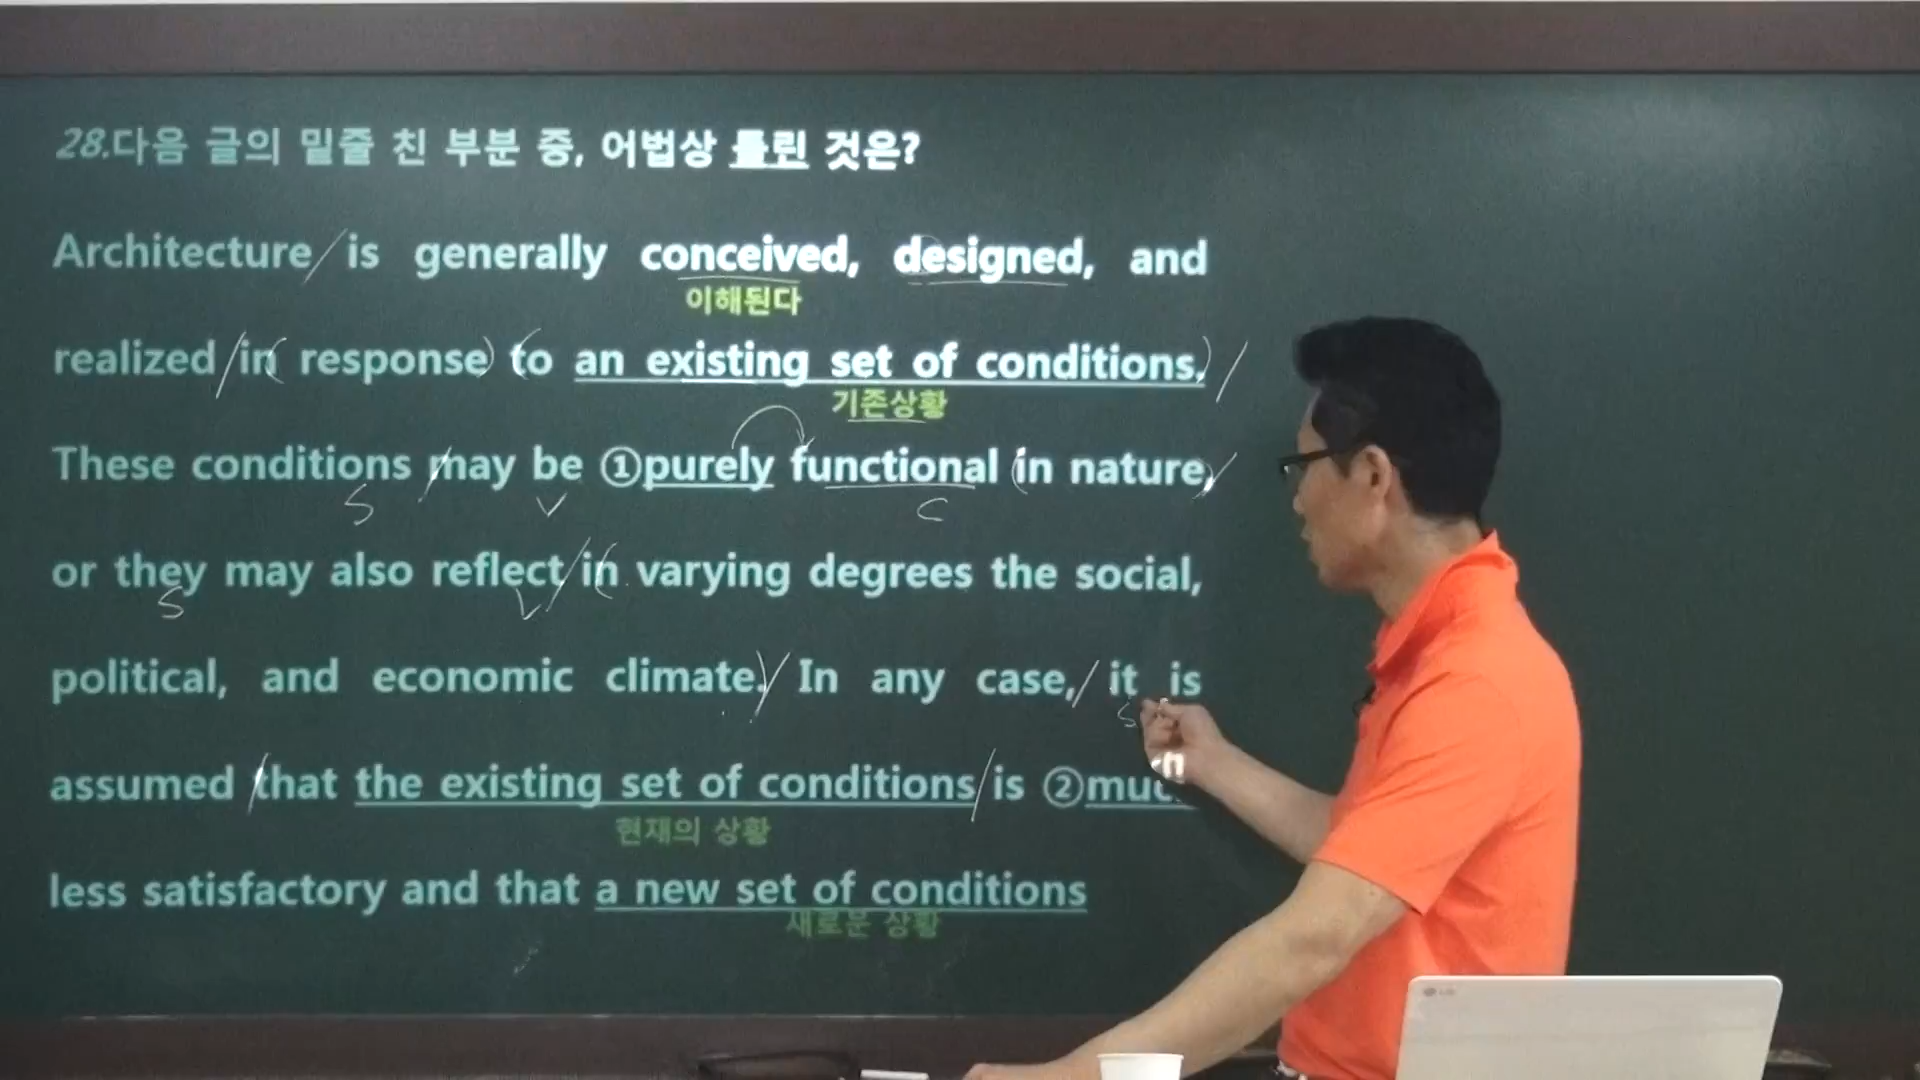 28.다음 글의 밑줄 친 부분 중, 어법상 틀린 것은?
Architecture is generally conceived, designed, and
이해된다
realized in response to an existing set of conditions.
기존상황
These conditions may be ①purely functional in nature,
S V C
or they may also reflect in varying degrees the social,
S V
political, and economic climate. In any case, it is
S
assumed that the existing set of conditions is ②much
현재의 상황
less satisfactory and that a new set of conditions
새로운 상황
LG